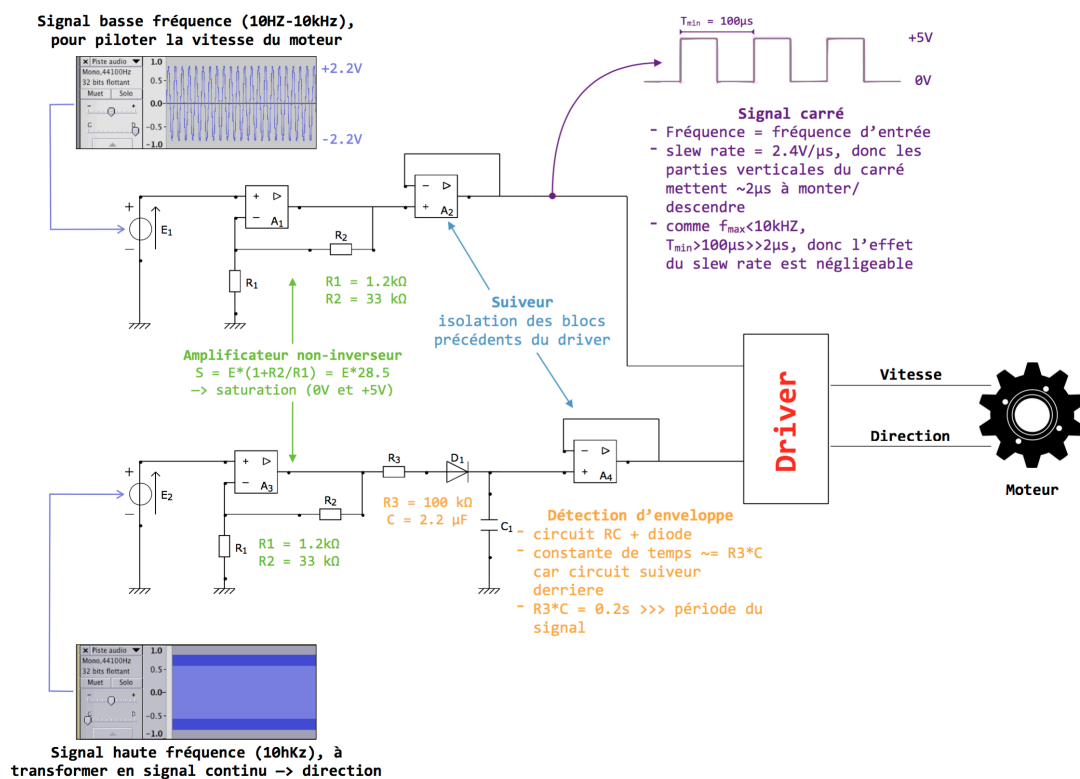 Signal basse fréquence (10HZ-10kHz),
pour piloter la vitesse du moteur
× Piste audio ▼
Mono,44100Hz
32 bits flottant
Muet Solo
- +
G D
1.0
0.5-
0.0-
-0.5-
-1.0
+2.2V
-2.2V
Tmin = 100µs
+5V
0V
Signal carré
- Fréquence = fréquence d'entrée
- slew rate = 2.4V/µs, donc les
parties verticales du carré
mettent ~2µs à monter/
descendre
- comme fmax<10kHZ,
Tmin>100µs>>2µs, donc l'effet
du slew rate est négligeable
+
E1
-
+
-
A1
R2
R1
-
+
A2
R1 = 1.2kΩ
R2 = 33 kΩ
Suiveur
isolation des blocs
précédents du driver
Amplificateur non-inverseur
S = E*(1+R2/R1) = E*28.5
—> saturation (0V et +5V)
Driver
Vitesse
Direction
Moteur
+
E2
-
+
-
A3
R2
R1
R3
D1
C1
-
+
A4
R3 = 100 kΩ
C = 2.2 µF
R1 = 1.2kΩ
R2 = 33 kΩ
Détection d'enveloppe
- circuit RC + diode
- constante de temps ~= R3*C
car circuit suiveur
derriere
- R3*C = 0.2s >>> période du
signal
× Piste audio ▼
Mono,44100Hz
32 bits flottant
Muet Solo
- +
G D
1.0
0.5-
0.0-
-0.5-
-1.0
Signal haute fréquence (10hKz), à
transformer en signal continu —> direction